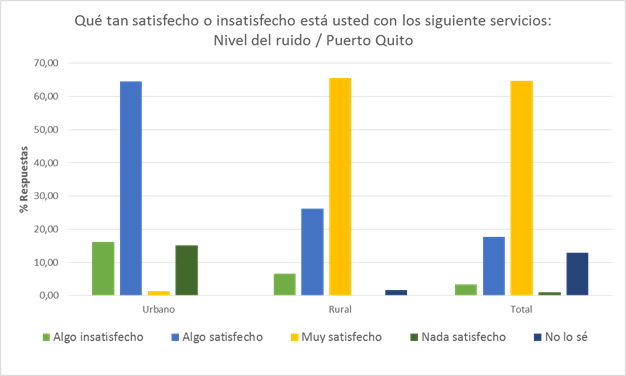 Qué tan satisfecho o insatisfecho está usted con los siguiente servicios:
Nivel del ruido / Puerto Quito
% Respuestas
70,00
60,00
50,00
40,00
30,00
20,00
10,00
0,00
Urbano Rural Total
Algo insatisfecho Algo satisfecho Muy satisfecho Nada satisfecho No lo sé